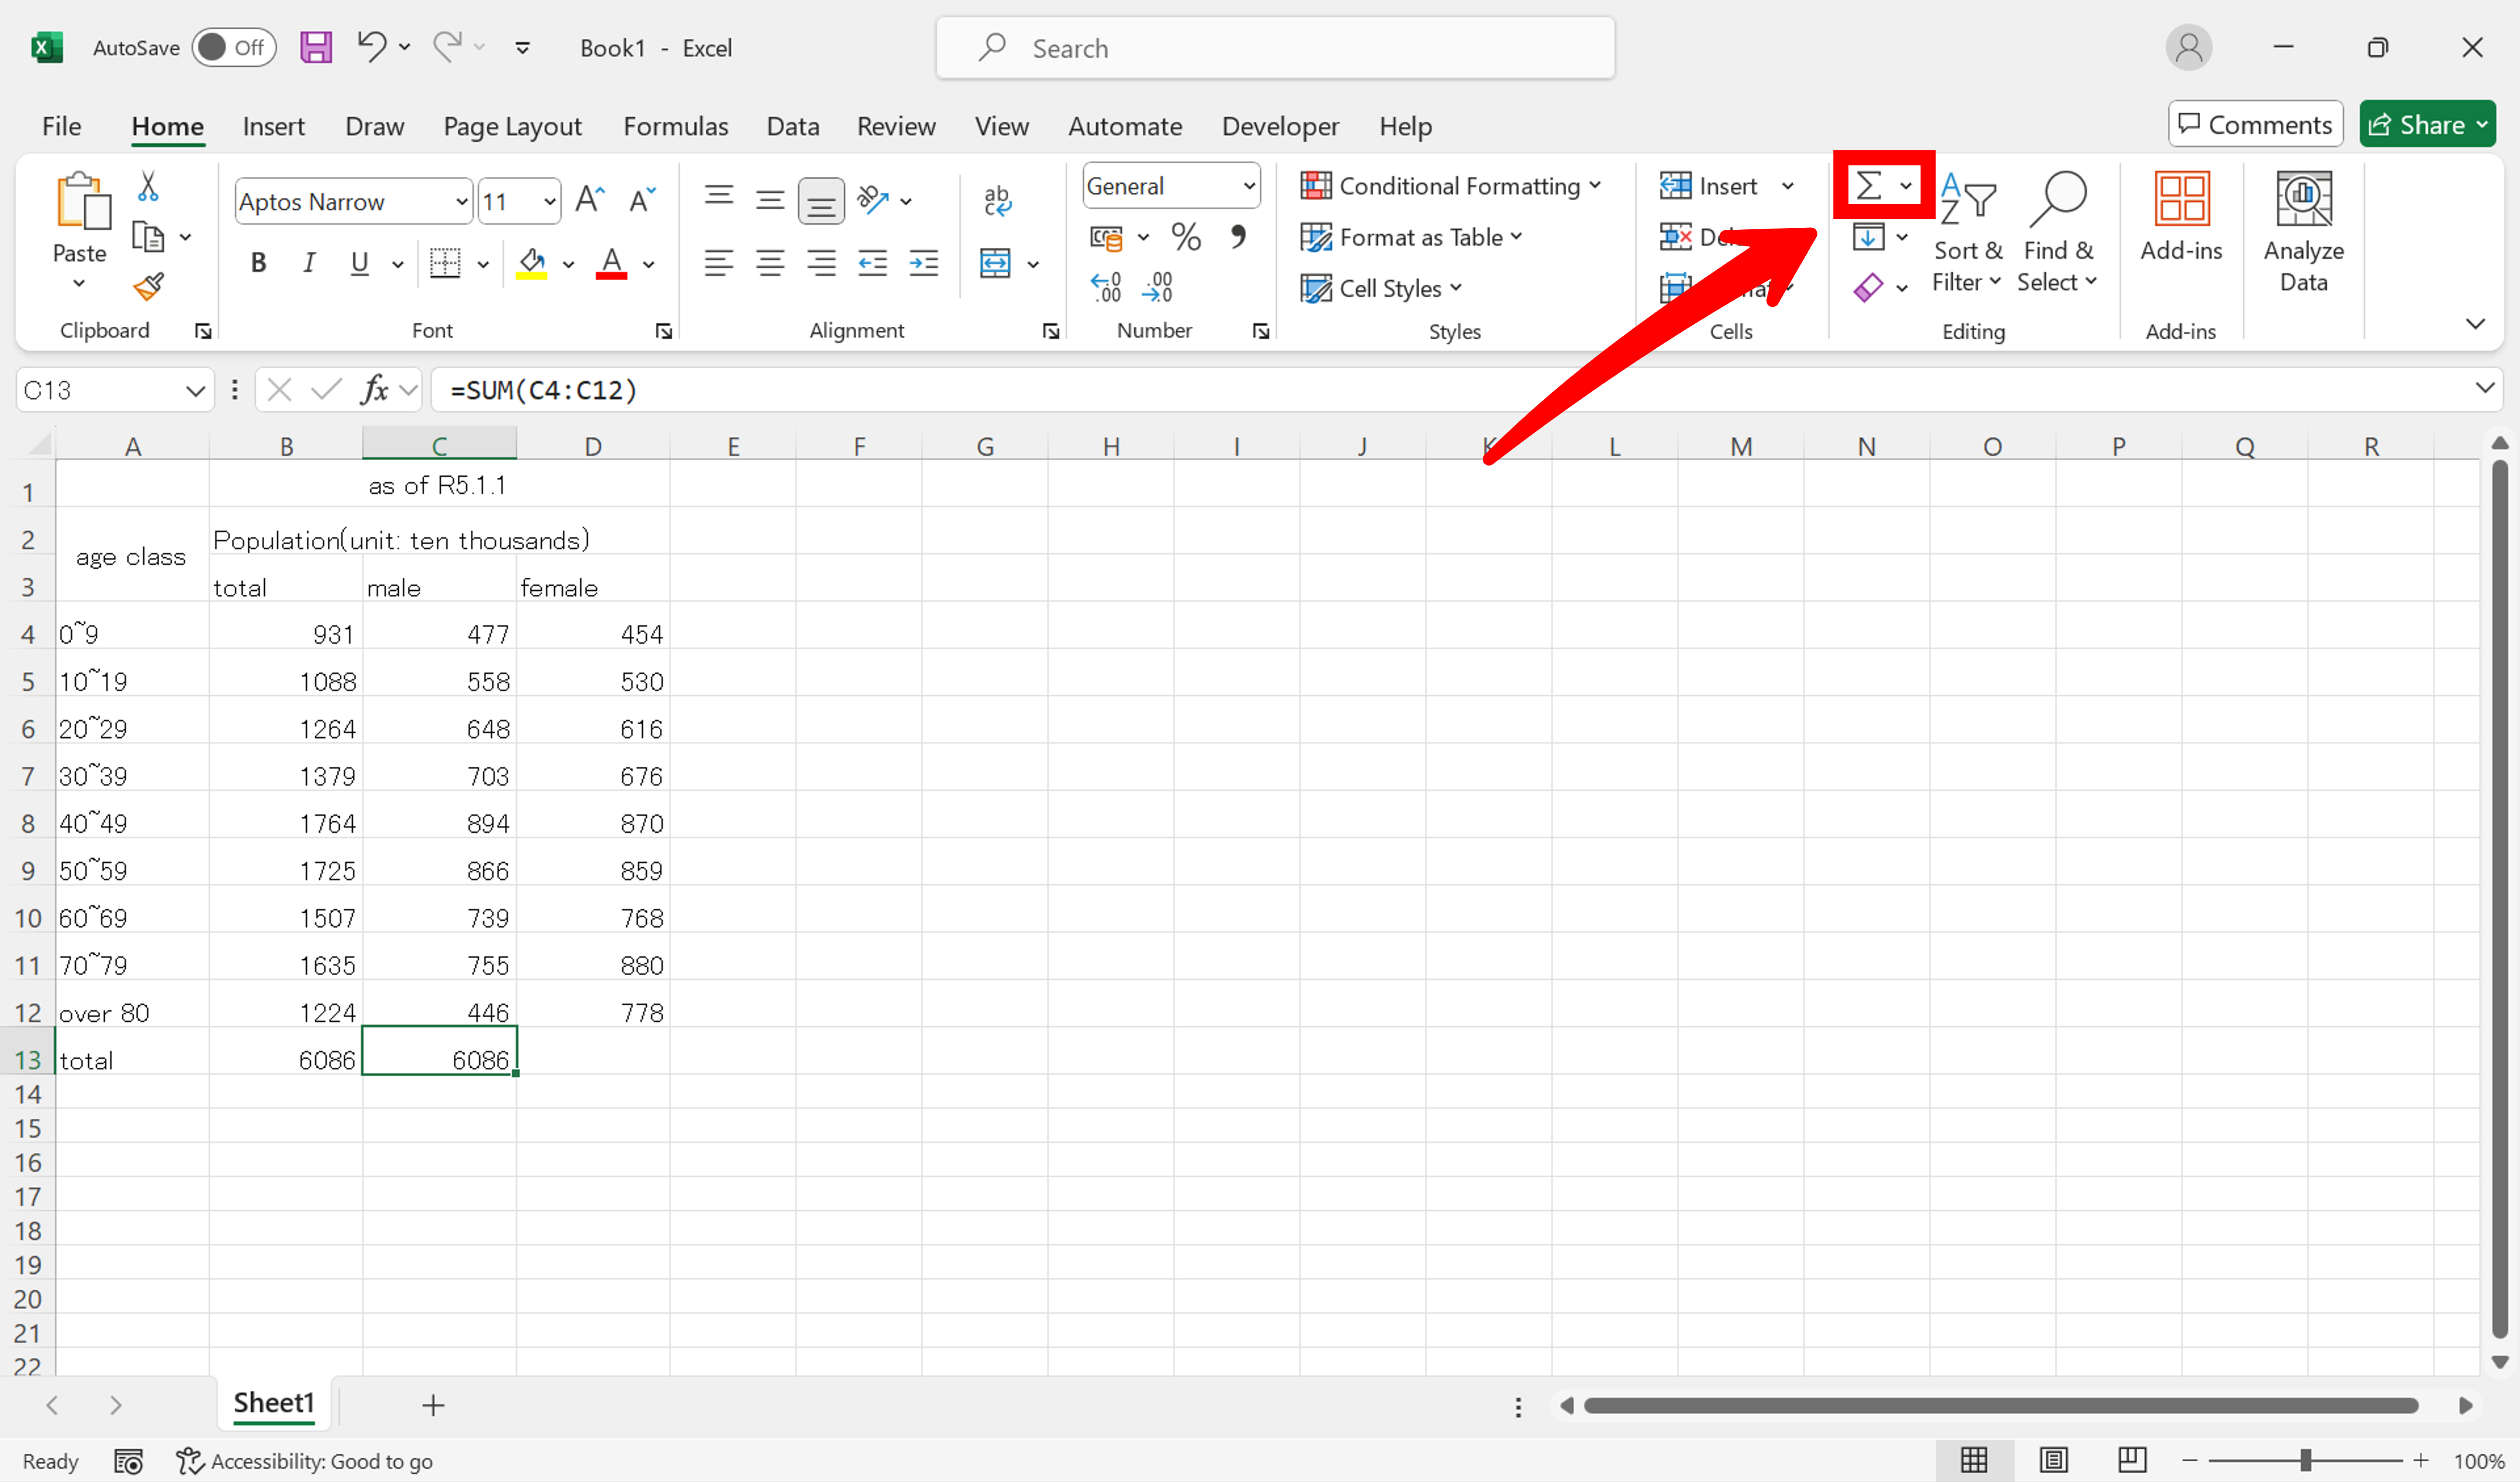 AutoSave Off Book1 - Excel Search
File Home Insert Draw Page Layout Formulas Data Review View Automate Developer Help Comments Share
Paste
Clipboard
Aptos Narrow 11
B I U A
Font
ab
Alignment
General
% 
Number
Conditional Formatting
Format as Table
Cell Styles
Styles
Insert
Cells
Σ
Sort & Filter
Find & Select
Editing
Add-ins
Add-ins
Analyze Data
C13 fx =SUM(C4:C12)
A B C D E F G H I J K L M N O P Q R
1 as of R5.1.1
2 age class Population(unit: ten thousands)
3 total male female
4 0~9 931 477 454
5 10~19 1088 558 530
6 20~29 1264 648 616
7 30~39 1379 703 676
8 40~49 1764 894 870
9 50~59 1725 866 859
10 60~69 1507 739 768
11 70~79 1635 755 880
12 over 80 1224 446 778
13 total 6086 6086
14
15
16
17
18
19
20
21
22
Sheet1
Ready Accessibility: Good to go 100%